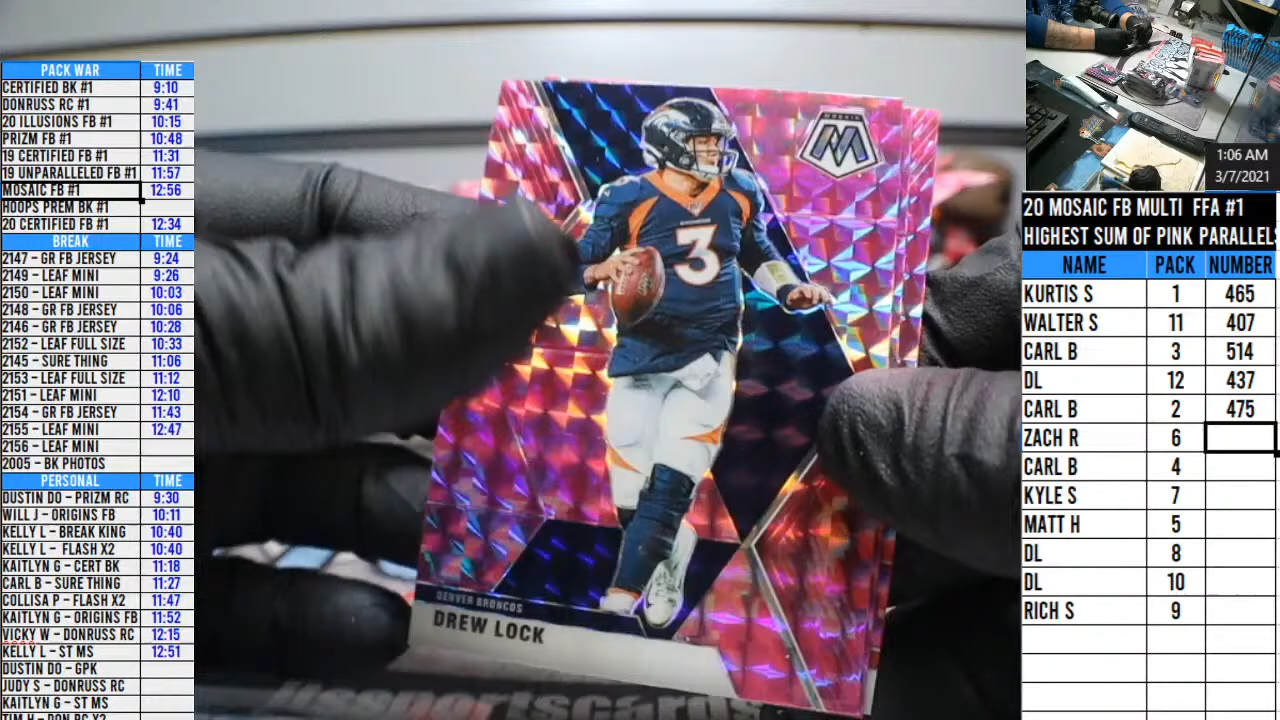 PACK WAR TIME
CERTIFIED BK #1 9:10
DONRUSS RC #1 9:41
20 ILLUSIONS FB #1 10:15
PRIZM FB #1 10:48
19 CERTIFIED FB #1 11:31
19 UNPARALLELED FB #1 11:57
MOSAIC FB #1 12:56
HOOPS PREM BK #1
20 CERTIFIED FB #1 12:34
BREAK TIME
2147 - GR FB JERSEY 9:24
2149 - LEAF MINI 9:26
2150 - LEAF MINI 10:03
2148 - GR FB JERSEY 10:06
2146 - GR FB JERSEY 10:28
2152 - LEAF FULL SIZE 10:33
2145 - SURE THING 11:06
2153 - LEAF FULL SIZE 11:12
2151 - LEAF MINI 12:10
2154 - GR FB JERSEY 11:43
2155 - LEAF MINI 12:47
2156 - LEAF MINI
2005 - BK PHOTOS
PERSONAL TIME
DUSTIN DO - PRIZM RC 9:30
WILL J - ORIGINS FB 10:11
KELLY L - BREAK KING 10:40
KELLY L - FLASH X2 10:40
KAITLYN G - CERT BK 11:18
CARL B - SURE THING 11:27
COLLISA P - FLASH X2 11:47
KAITLYN G - ORIGINS FB 11:52
VICKY W - DONRUSS RC 12:15
KELLY L - ST MS 12:51
DUSTIN DO - GPK
JUDY S - DONRUSS RC
KAITLYN G - ST MS
TIM H - DON RC X2
MOSAIC
M
3
DENVER BRONCOS
DREW LOCK
1:06 AM
3/7/2021
20 MOSAIC FB MULTI FFA #1
HIGHEST SUM OF PINK PARALLELS
NAME PACK NUMBER
KURTIS S 1 465
WALTER S 11 407
CARL B 3 514
DL 12 437
CARL B 2 475
ZACH R 6
CARL B 4
KYLE S 7
MATT H 5
DL 8
DL 10
RICH S 9